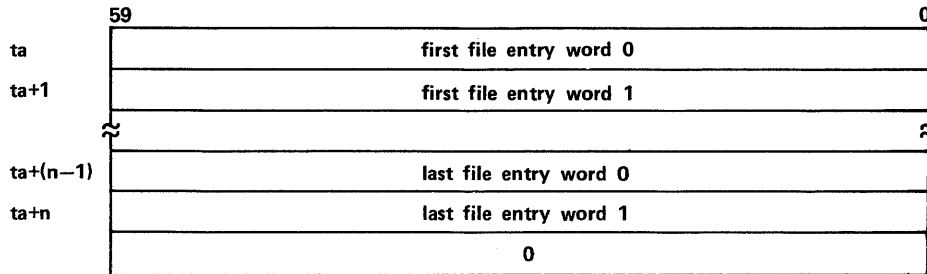 59 0
ta first file entry word 0
ta+1 first file entry word 1
ta+(n−1) last file entry word 0
ta+n last file entry word 1
0